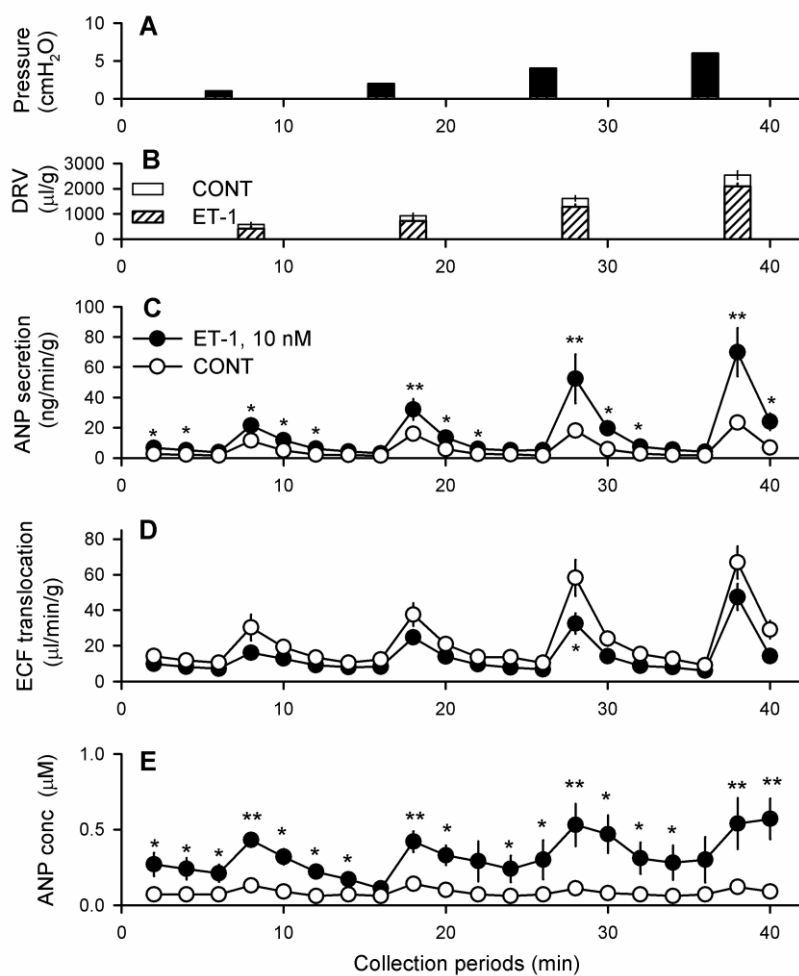 A
Pressure
(cmH₂O)
10
5
0
0 10 20 30 40
B
DRV
(μl/g)
3000
2000
1000
0
CONT
ET-1
0 10 20 30 40
C
ANP secretion
(ng/min/g)
100
80
60
40
20
0
ET-1, 10 nM
CONT
* * * * * ** * * ** * * ** *
0 10 20 30 40
D
ECF translocation
(μl/min/g)
80
60
40
20
0
*
0 10 20 30 40
E
ANP conc (μM)
1.0
0.5
0.0
* * * ** * * * ** * * * ** * * * ** **
0 10 20 30 40
Collection periods (min)